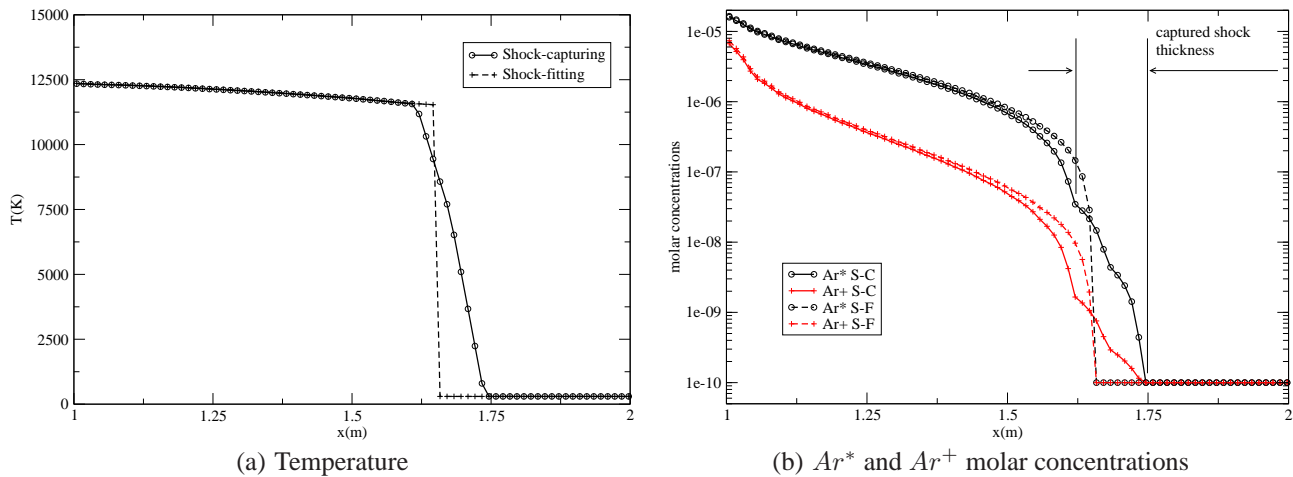 15000
12500
10000
7500
5000
2500
0
T(K)
1
1.25
1.5
1.75
2
x(m)
Shock-capturing
Shock-fitting
(a) Temperature
1e-05
1e-06
1e-07
1e-08
1e-09
1e-10
molar concentrations
1
1.25
1.5
1.75
2
x(m)
captured shock
thickness
Ar* S-C
Ar+ S-C
Ar* S-F
Ar+ S-F
(b) Ar* and Ar+ molar concentrations